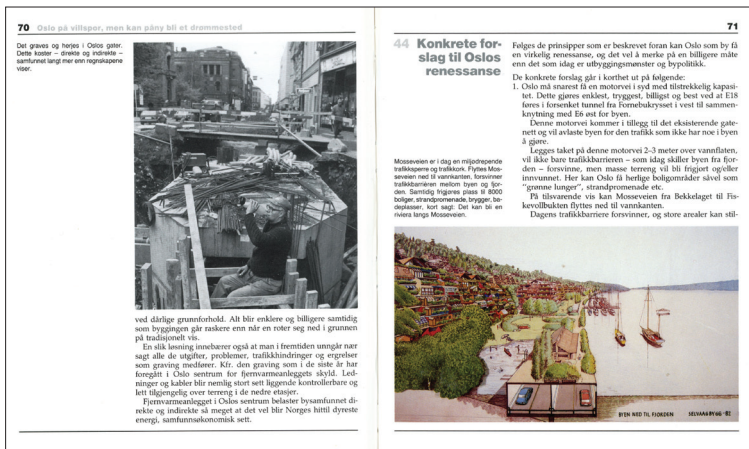 70 Oslo på villspor, men kan påny bli et drømmested
Det graves og herjes i Oslos gater.
Dette koster – direkte og indirekte –
samfunnet langt mer enn regnskapene
viser.
ved dårlige grunnforhold. Alt blir enklere og billigere samtidig
som byggingen går raskere enn når en roter seg ned i grunnen
på tradisjonelt vis.
En slik løsning innebærer også at man i fremtiden unngår nær
sagt alle de utgifter, problemer, trafikkhindringer og ergrelser
som graving medfører. Kfr. den graving som i de siste år har
foregått i Oslo sentrum for fjernvarmeanleggets skyld. Led-
ninger og kabler blir nemlig stort sett liggende kontrollerbare og
lett tilgjengelig over terreng i de nedre etasjer.
Fjernvarmeanlegget i Oslos sentrum belaster bysamfunnet di-
rekte og indirekte så meget at det vel blir Norges hittil dyreste
energi, samfunnsøkonomisk sett.
71
44 Konkrete for-
slag til Oslos
renessanse
Følges de prinsipper som er beskrevet foran kan Oslo som by få
en virkelig renessanse, og det vel å merke på en billigere måte
enn det som idag er utbyggingsmønster og bypolitikk.
De konkrete forslag går i korthet ut på følgende:
1. Oslo må snarest få en motorvei i syd med tilstrekkelig kapasi-
tet. Dette gjøres enklest, tryggest, billigst og best ved at E18
føres i forsenket tunnel fra Fornebukrysset i vest til sammen-
knytning med E6 øst for byen.
Denne motorvei kommer i tillegg til det eksisterende gate-
nett og vil avlaste byen for den trafikk som ikke har noe i byen
å gjøre.
Legges taket på denne motorvei 2–3 meter over vannflaten,
vil ikke bare trafikkbarrieren – som idag skiller byen fra fjor-
den – forsvinne, men masse terreng vil bli frigjort og/eller
innvunnet. Her kan Oslo få herlige boligområder såvel som
"grønne lunger", strandpromenade etc.
På tilsvarende vis kan Mosseveien fra Bekkelaget til Fis-
kevollbukten flyttes ned til vannkanten.
Dagens trafikkbarriere forsvinner, og store arealer kan stil-
Mosseveien er i dag en miljødrepende
trafikksperre og trafikkork. Flyttes Mos-
seveien ned til vannkanten, forsvinner
trafikkbarrièren mellom byen og fjor-
den. Samtidig frigjøres plass til 8000
boliger, strandpromenade, brygger, ba-
deplasser, kort sagt: Det kan bli en
riviera langs Mosseveien.
BYEN NED TIL FJORDEN SELVAAGBYGG -82